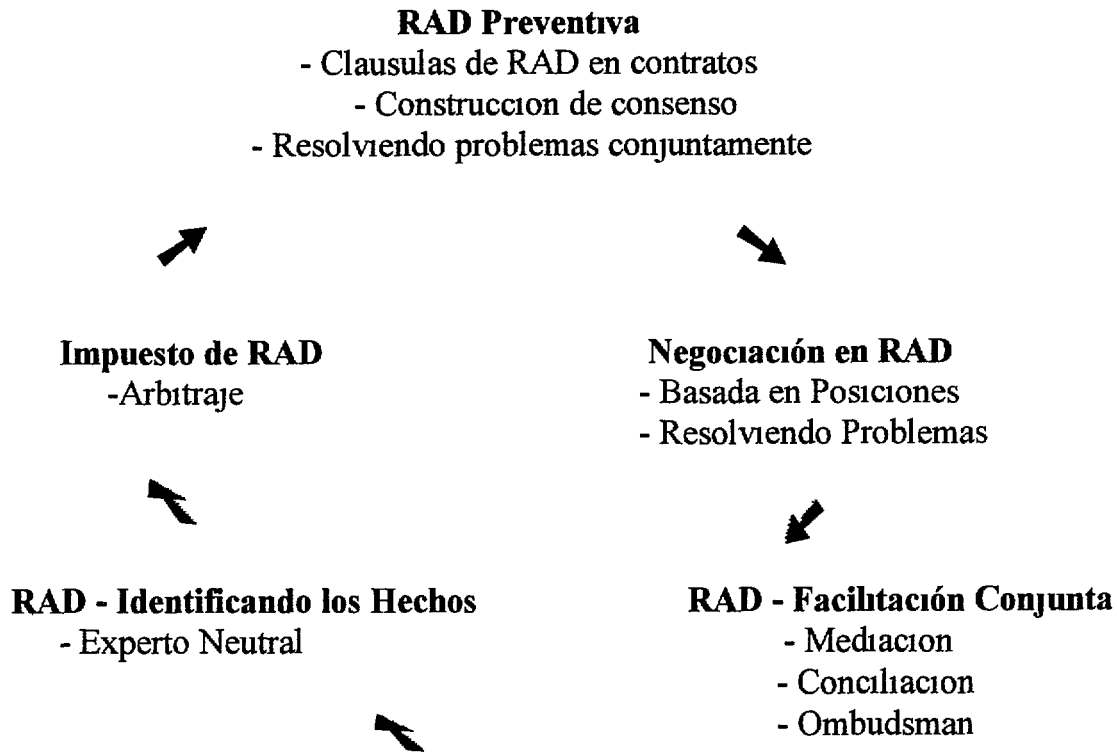 RAD Preventiva
- Clausulas de RAD en contratos
- Construccion de consenso
- Resolviendo problemas conjuntamente
Impuesto de RAD
-Arbitraje
Negociación en RAD
- Basada en Posiciones
- Resolviendo Problemas
RAD - Identificando los Hechos
- Experto Neutral
RAD - Facilitación Conjunta
- Mediacion
- Conciliacion
- Ombudsman